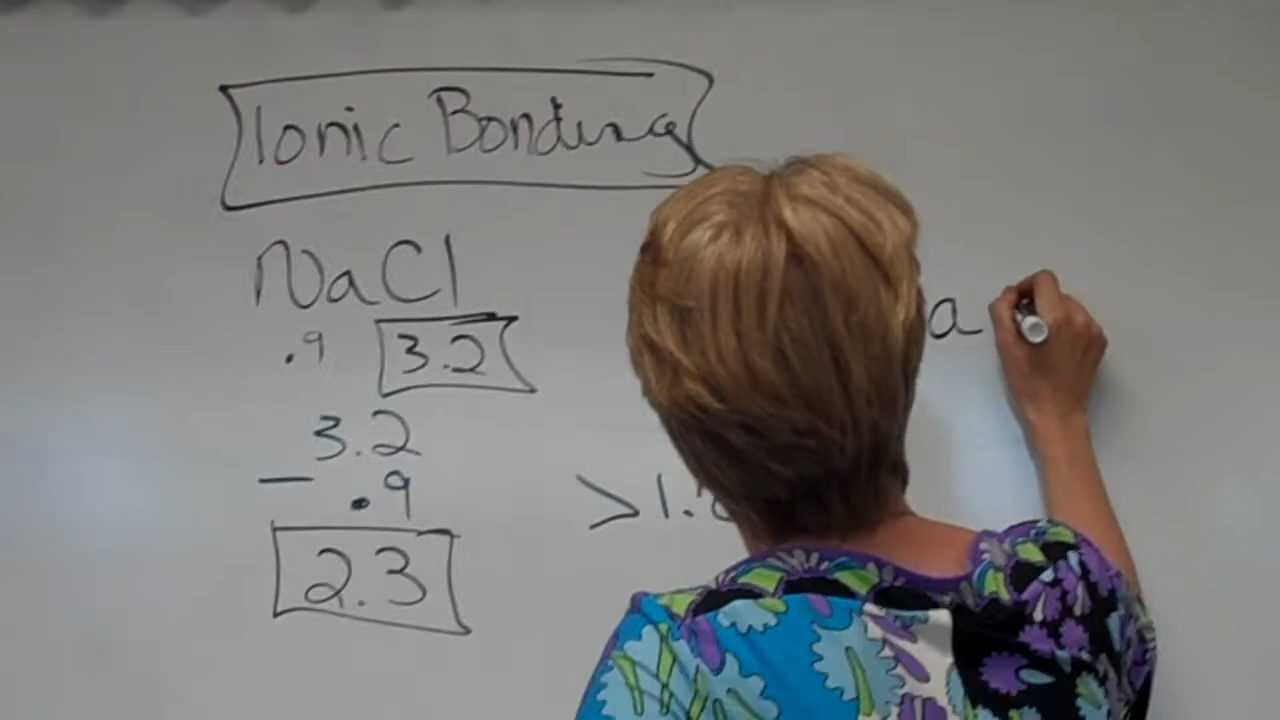 Ionic Bonding
NaCl
.9 3.2
3.2
- .9
2.3
>1.
a